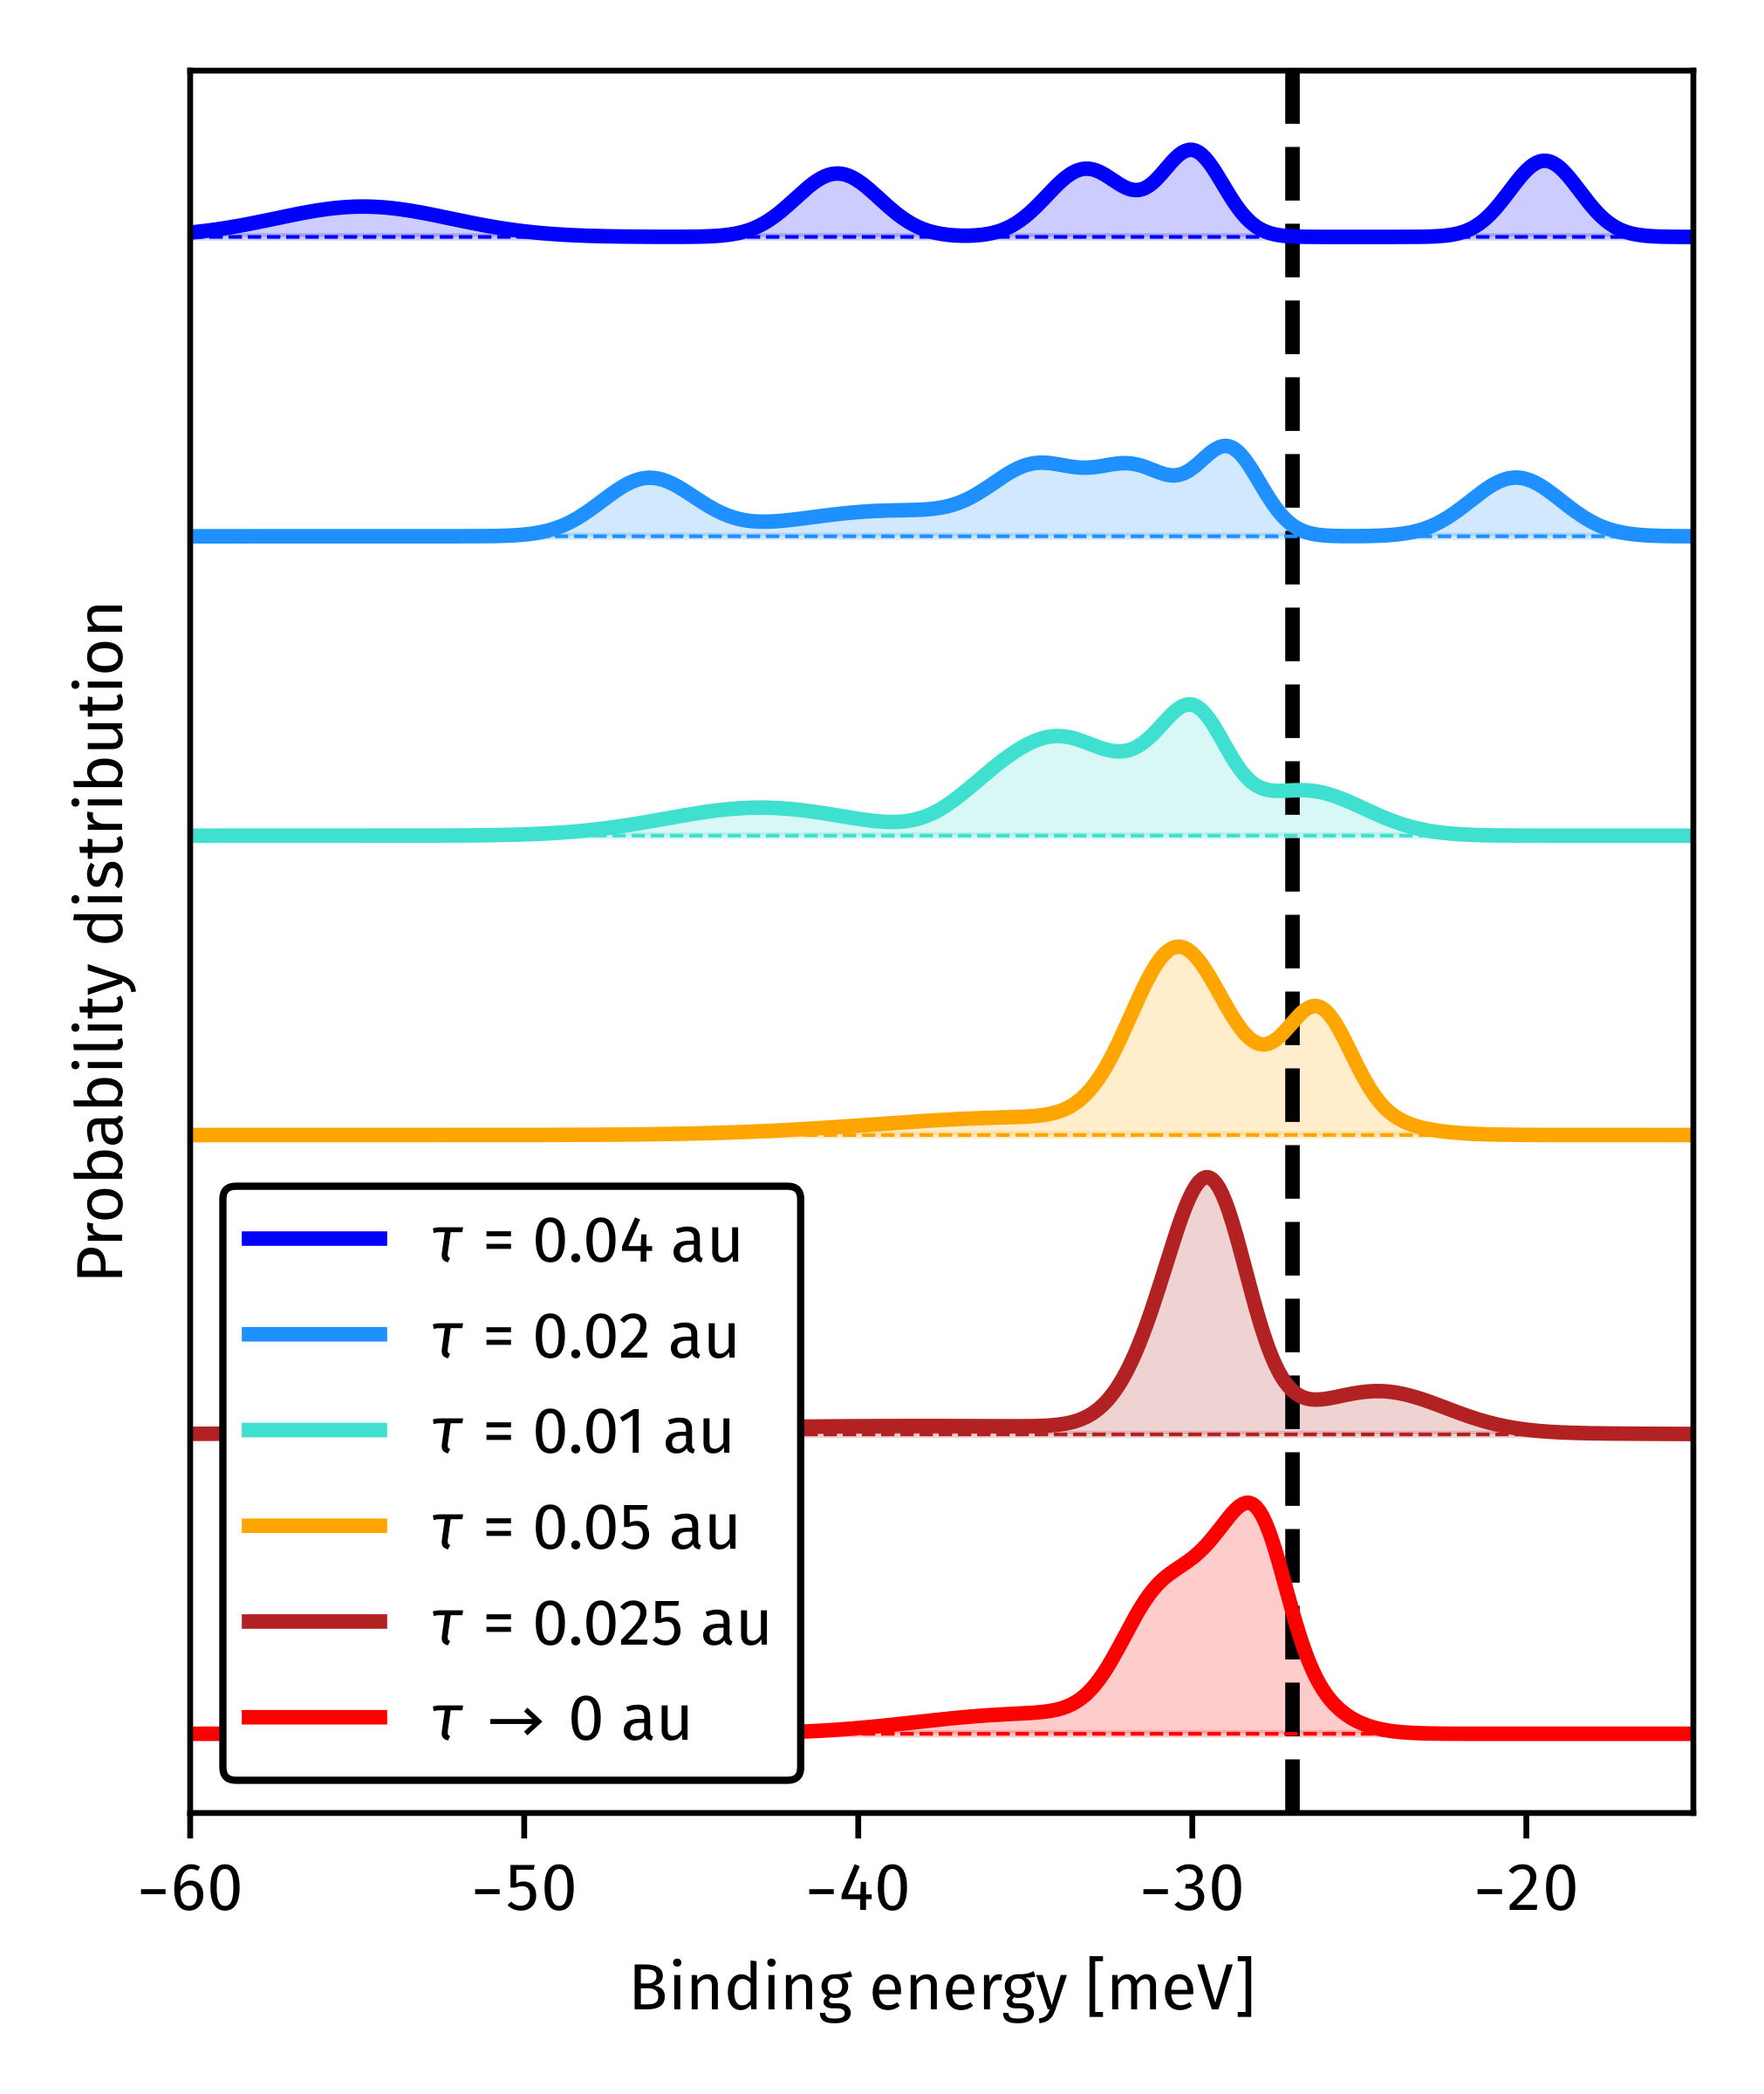 Probability distribution
τ = 0.04 au
τ = 0.02 au
τ = 0.01 au
τ = 0.05 au
τ = 0.025 au
τ → 0 au
−60 −50 −40 −30 −20
Binding energy [meV]